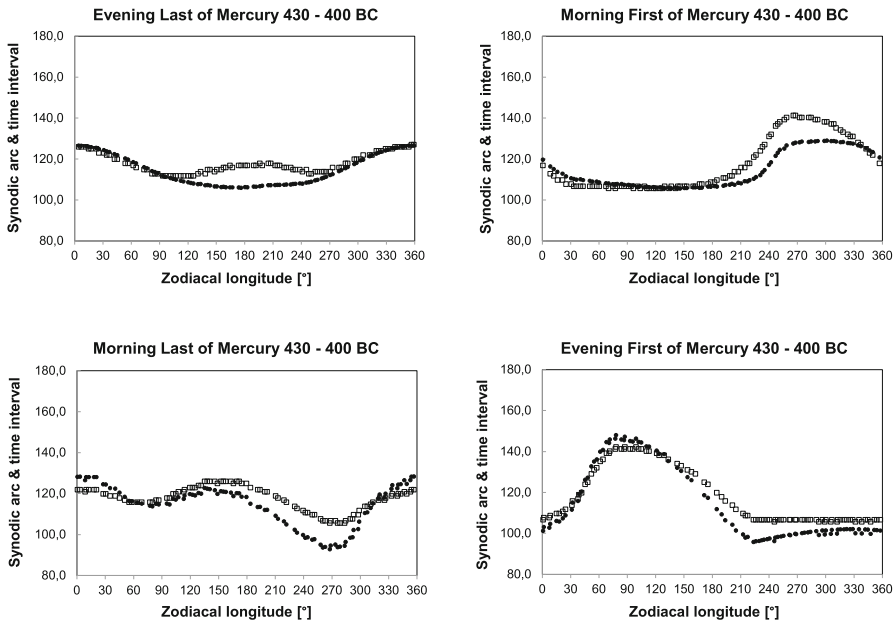 Evening Last of Mercury 430 - 400 BC
Synodic arc & time interval
180,0
160,0
140,0
120,0
100,0
80,0
0 30 60 90 120 150 180 210 240 270 300 330 360
Zodiacal longitude [°]
Morning First of Mercury 430 - 400 BC
Synodic arc & time interval
180,0
160,0
140,0
120,0
100,0
80,0
0 30 60 90 120 150 180 210 240 270 300 330 360
Zodiacal longitude [°]
Morning Last of Mercury 430 - 400 BC
Synodic arc & time interval
180,0
160,0
140,0
120,0
100,0
80,0
0 30 60 90 120 150 180 210 240 270 300 330 360
Zodiacal longitude [°]
Evening First of Mercury 430 - 400 BC
Synodic arc & time interval
180,0
160,0
140,0
120,0
100,0
80,0
0 30 60 90 120 150 180 210 240 270 300 330 360
Zodiacal longitude [°]